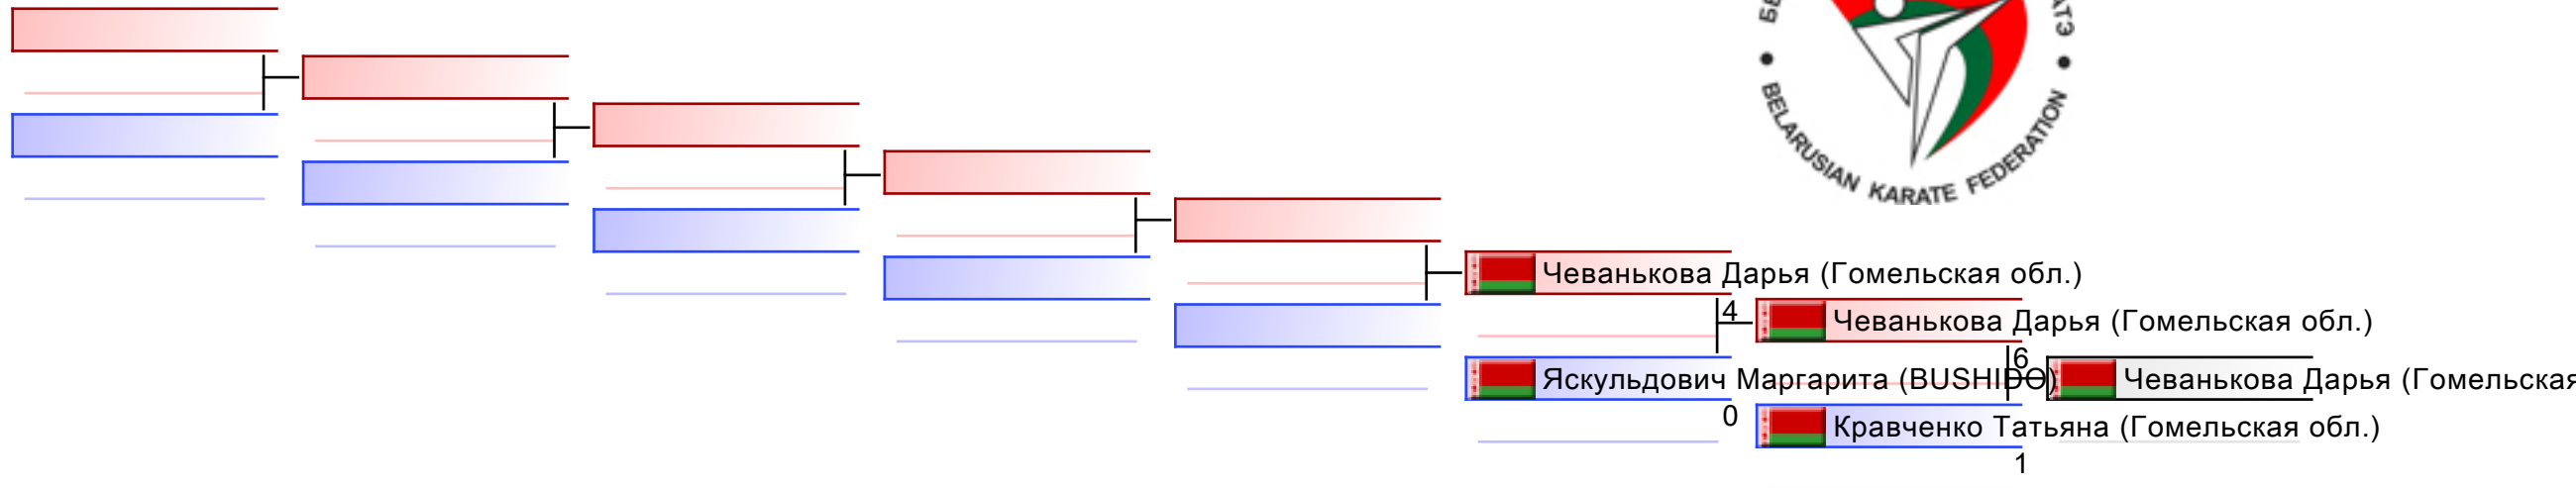 BELARUSIAN KARATE FEDERATION
Чеванькова Дарья (Гомельская обл.)
4
Чеванькова Дарья (Гомельская обл.)
6
Яскульдович Маргарита (BUSHIDO)
Чеванькова Дарья (Гомельская
0
Кравченко Татьяна (Гомельская обл.)
1